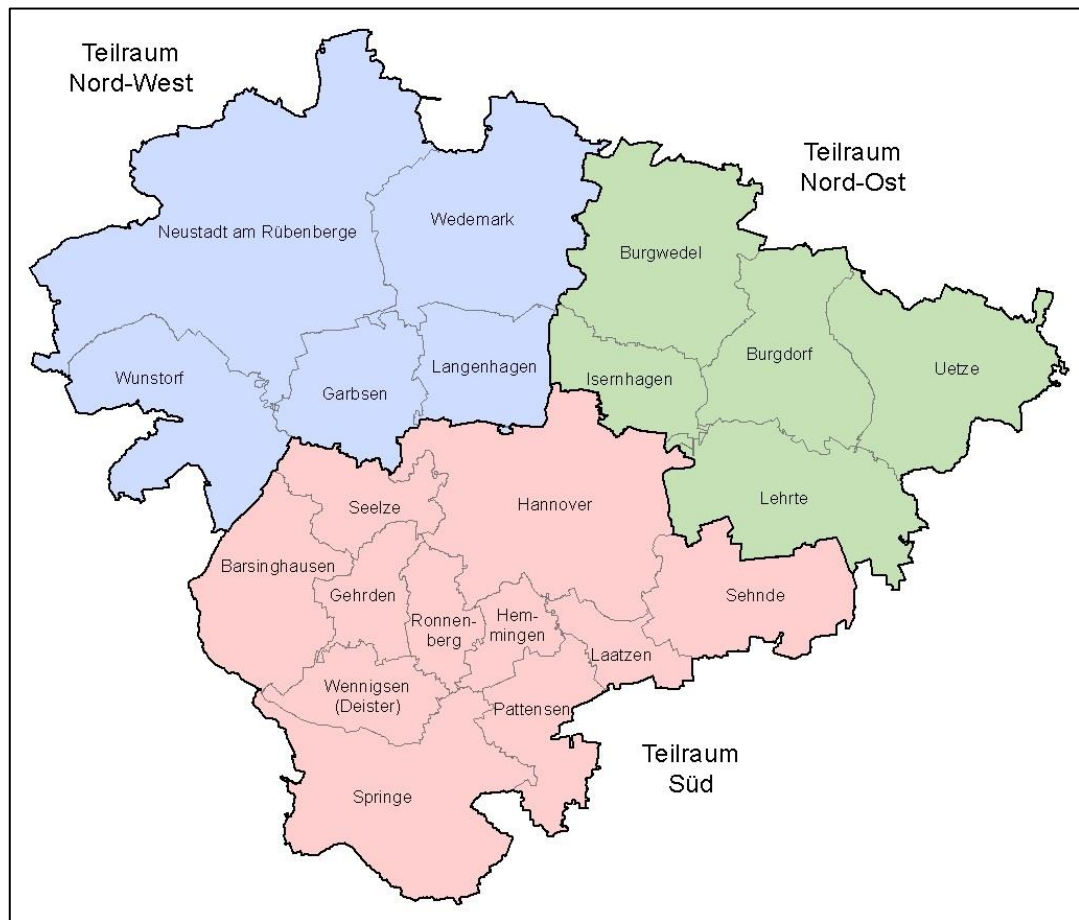 Teilraum
Nord-West
Teilraum
Nord-Ost
Neustadt am Rübenberge
Wedemark
Burgwedel
Wunstorf
Garbsen
Langenhagen
Isernhagen
Burgdorf
Uetze
Seelze
Hannover
Lehrte
Barsinghausen
Gehrden
Ronnen-
berg
Hem-
mingen
Laatzen
Sehnde
Wennigsen
(Deister)
Pattensen
Springe
Teilraum
Süd